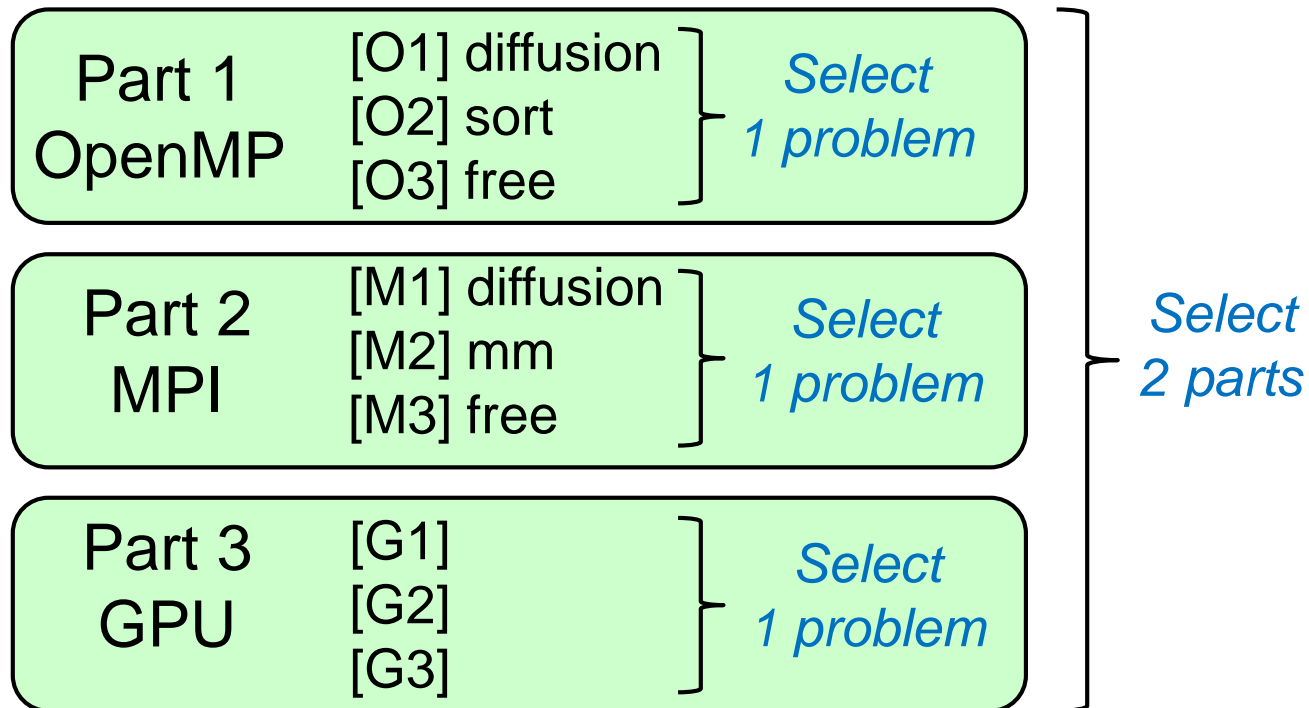 Part 1
OpenMP
[O1] diffusion
[O2] sort
[O3] free
Select
1 problem
Part 2
MPI
[M1] diffusion
[M2] mm
[M3] free
Select
1 problem
Part 3
GPU
[G1]
[G2]
[G3]
Select
1 problem
Select
2 parts